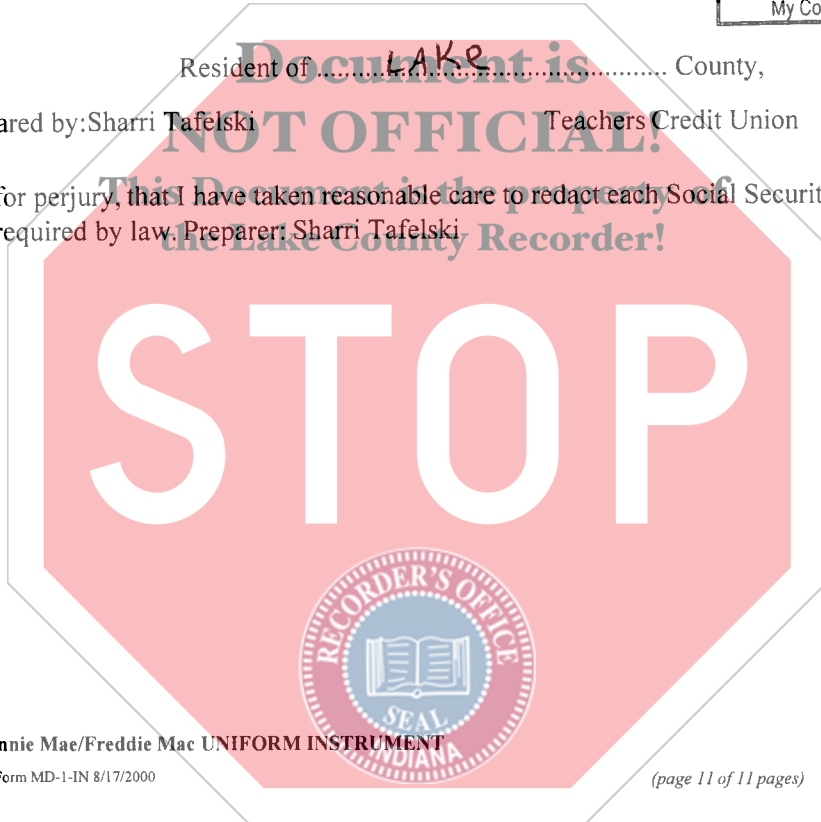 My Co
Document is
Resident of ........LAKe........ County,
NOT OFFICIAL!
ared by:Sharri Tafelski Teachers Credit Union
This Document is the property of
for perjury, that I have taken reasonable care to redact each Social Securit
the Lake County Recorder!
required by law. Preparer: Sharri Tafelski
STOP
RECORDER'S OFFICE
SEAL
INDIANA
nnie Mae/Freddie Mac UNIFORM INSTRUMENT
Form MD-1-IN 8/17/2000 (page 11 of 11 pages)